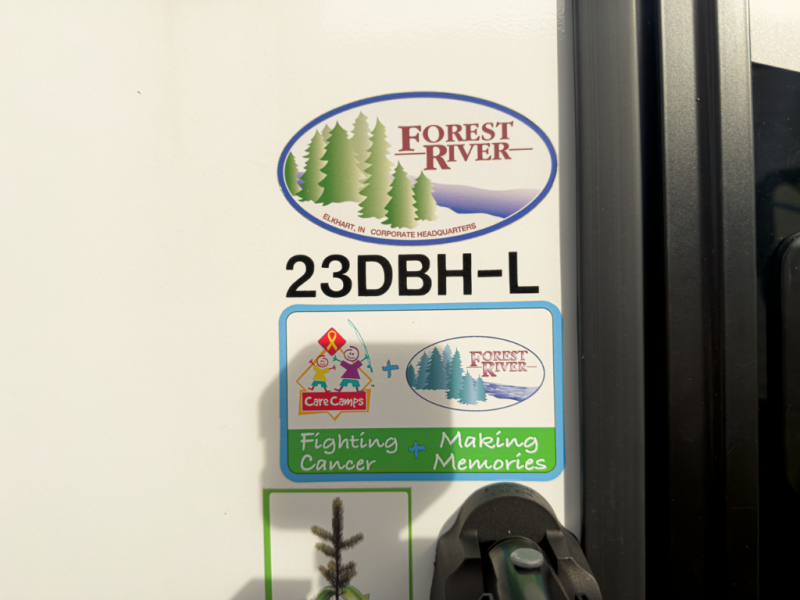 FOREST
RIVER
ELKHART, IN CORPORATE HEADQUARTERS
23DBH-L
Care Camps
+
FOREST
RIVER
Fighting + Making
Cancer Memories